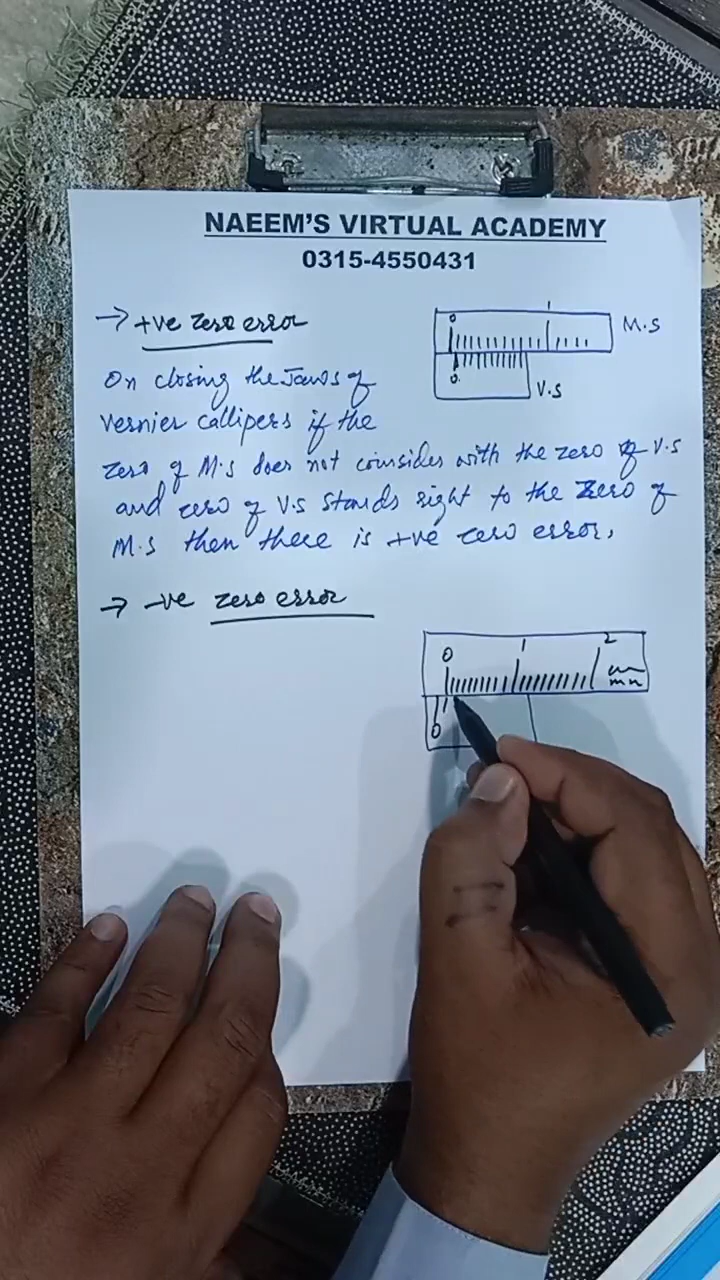 NAEEM'S VIRTUAL ACADEMY
0315-4550431
→ +ve zero error
0 1
M.S
0
V.S
On closing the Jaws of
Vernier callipers if the
zero of M.S does not coinsides with the zero of V.S
and zero of V.S stands right to the zero of
M.S then there is +ve zero error.
→ -ve zero error
0 1 2
cm
mm
0